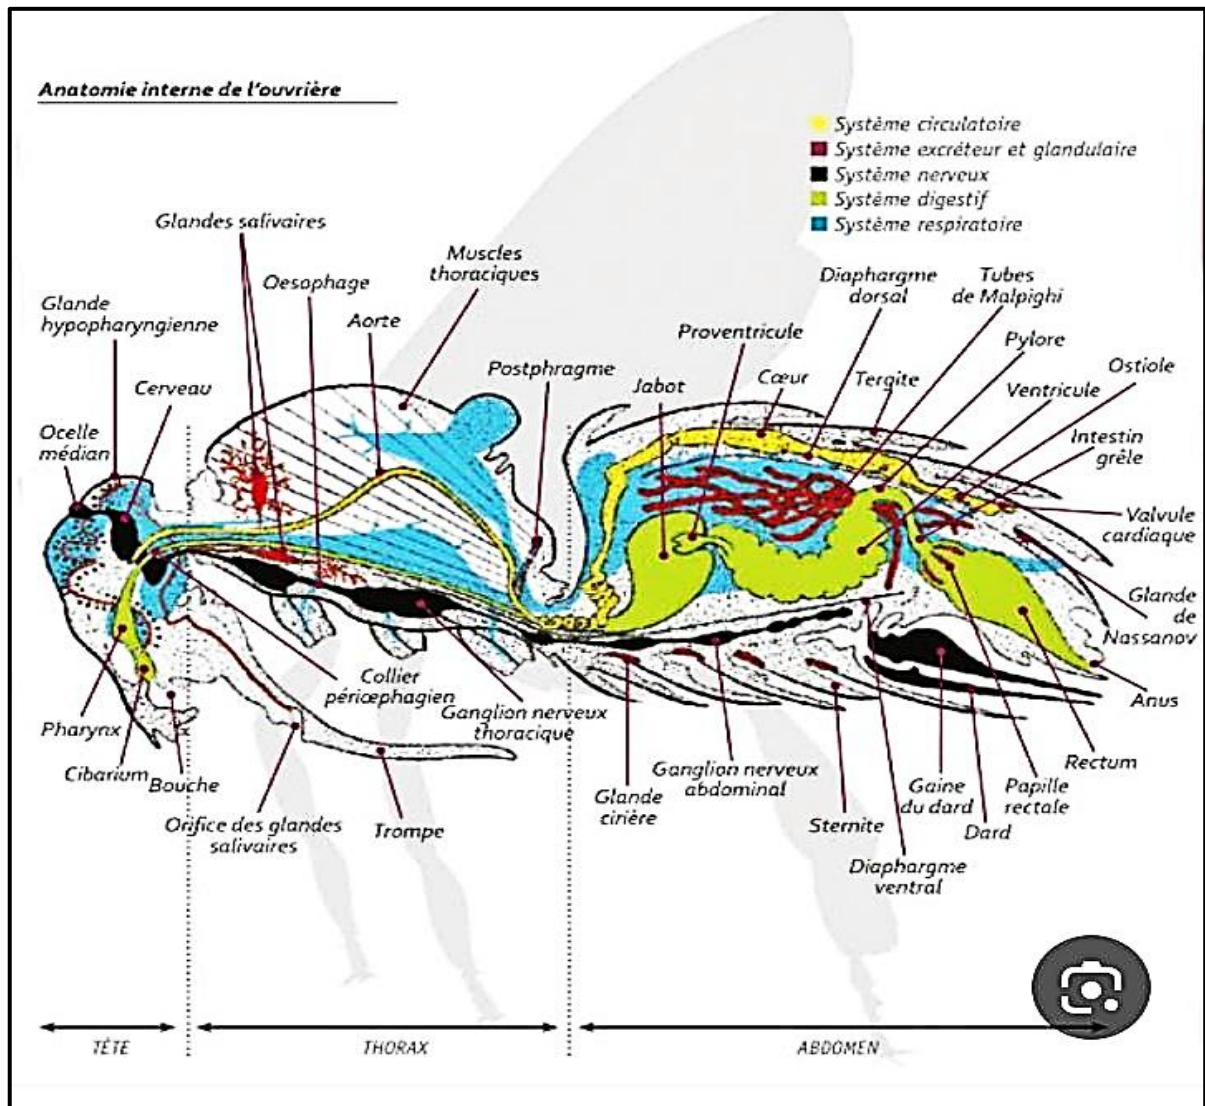 Anatomie interne de l'ouvrière
Système circulatoire
Système excréteur et glandulaire
Système nerveux
Système digestif
Système respiratoire
Glandes salivaires
Muscles
thoraciques
Oesophage
Glande
hypopharyngienne
Aorte
Cerveau
Postphragme
Ocelle
médian
Diaphargme
dorsal
Tubes
de Malpighi
Proventricule
Pylore
Jabot
Cœur
Tergite
Ventricule
Ostiole
Intestin
grêle
Valvule
cardiaque
Glande
de
Nassanov
Anus
Collier
péricephagien
Ganglion nerveux
thoracique
Pharynx
Cibarium
Bouche
Orifice des glandes
salivaires
Trompe
Glande
cirière
Ganglion nerveux
abdominal
Sternite
Gaine
du dard
Dard
Papille
rectale
Rectum
Diaphargme
ventral
TÊTE
THORAX
ABDOMEN